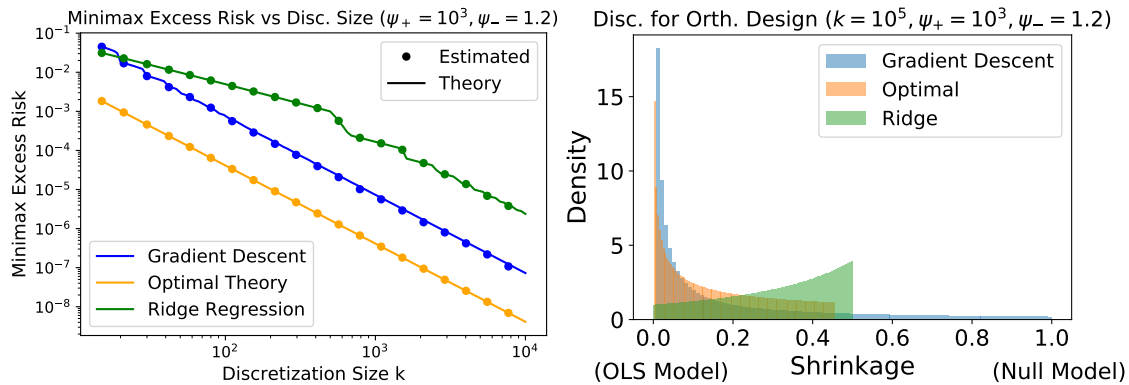 Minimax Excess Risk vs Disc. Size (ψ₊ = 10³, ψ₋ = 1.2)
Minimax Excess Risk
10⁻¹
10⁻²
10⁻³
10⁻⁴
10⁻⁵
10⁻⁶
10⁻⁷
10⁻⁸
Estimated
Theory
Gradient Descent
Optimal Theory
Ridge Regression
10² 10³ 10⁴
Discretization Size k
Disc. for Orth. Design (k = 10⁵, ψ₊ = 10³, ψ₋ = 1.2)
Density
15
10
5
0
Gradient Descent
Optimal
Ridge
0.0 0.2 0.4 0.6 0.8 1.0
Shrinkage
(OLS Model) (Null Model)